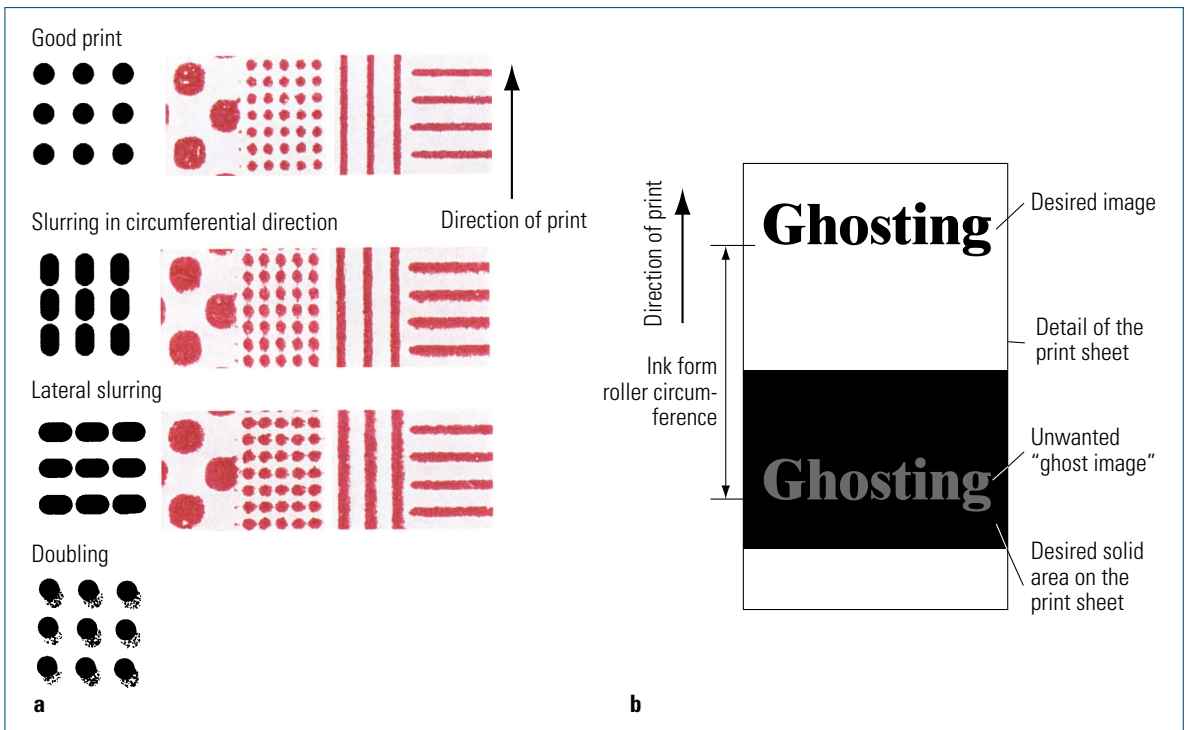 Good print
Direction of print
Slurring in circumferential direction
Lateral slurring
Doubling
a
Direction of print
Ghosting
Desired image
Detail of the
print sheet
Ink form
roller circum-
ference
Ghosting
Unwanted
“ghost image”
Desired solid
area on the
print sheet
b